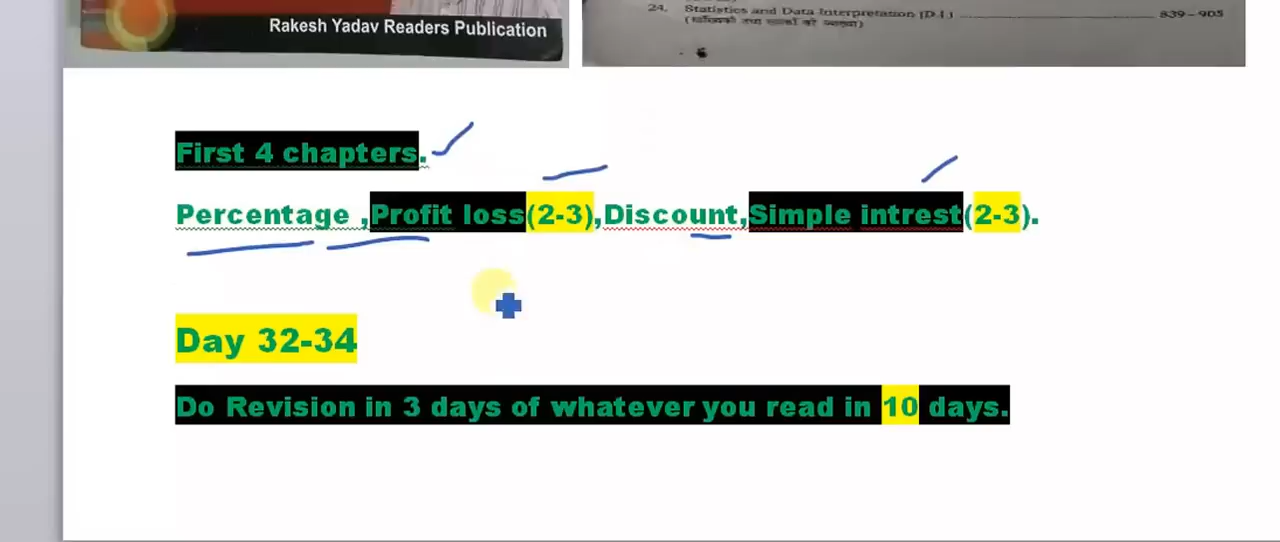 Rakesh Yadav Readers Publication
24. Statistics and Data Interpretation (D.I.) 839-905
(सांख्यिकी तथा आंकड़ों की व्याख्या)
First 4 chapters.
Percentage ,Profit loss(2-3),Discount,Simple intrest(2-3).
Day 32-34
Do Revision in 3 days of whatever you read in 10 days.